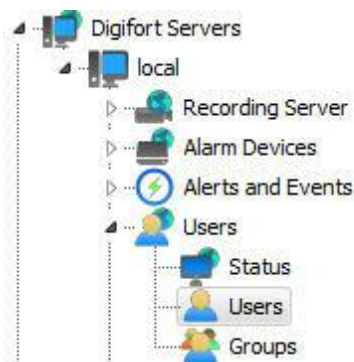 Digifort Servers
local
Recording Server
Alarm Devices
Alerts and Events
Users
Status
Users
Groups